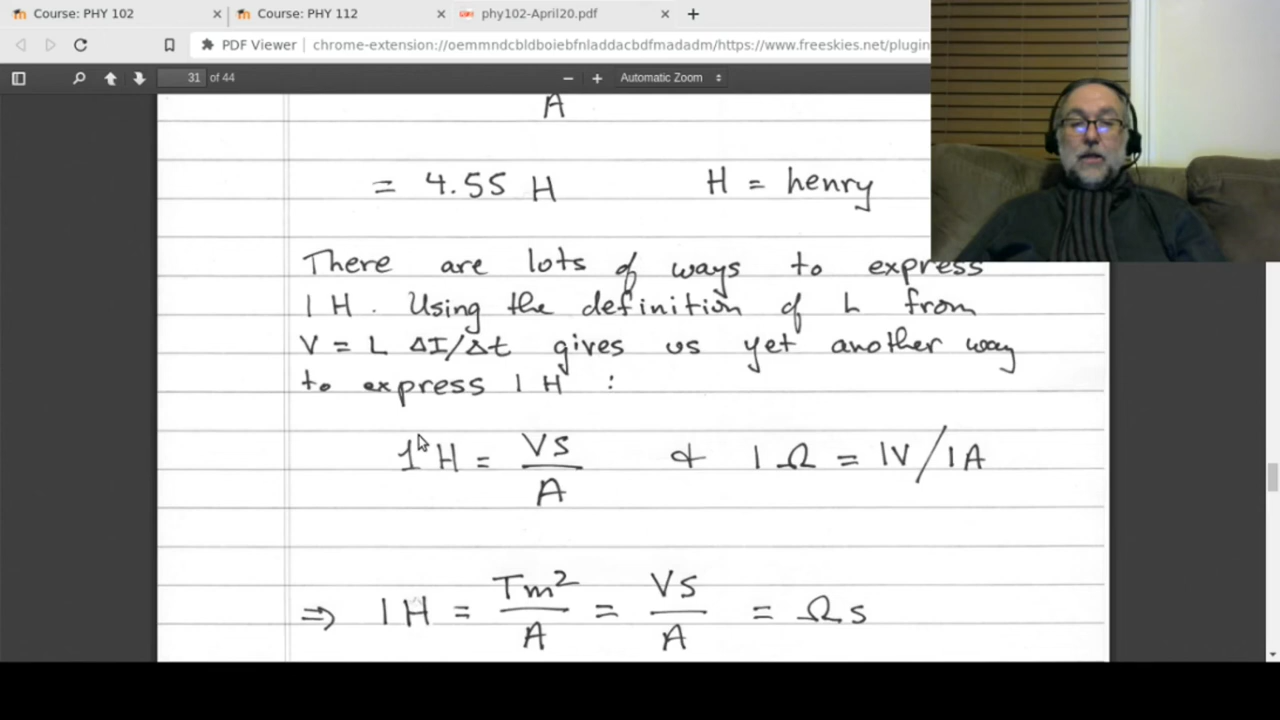 Course: PHY 102
Course: PHY 112
phy102-April20.pdf
PDF Viewer chrome-extension://oemmndcbldboiebfnladdacbdfmadadm/https://www.freeskies.net/plugin
31 of 44
Automatic Zoom
A
= 4.55 H H = henry
There are lots of ways to express
1 H. Using the definition of L from
V = L ΔI/Δt gives us yet another way
to express 1 H :
1 H = Vs/A & 1 Ω = 1V/1A
⇒ 1 H = Tm²/A = Vs/A = Ω s